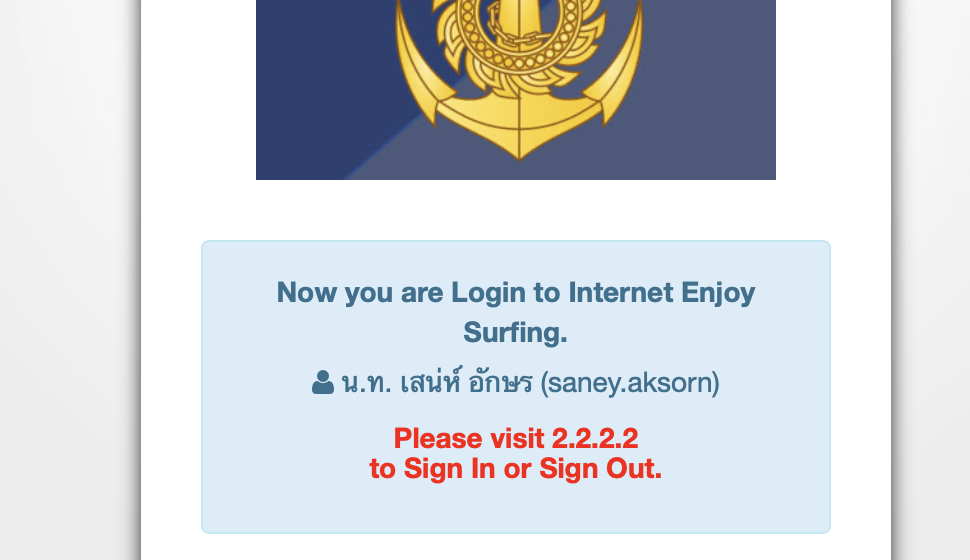 Now you are Login to Internet Enjoy
Surfing.
น.ท. เสน่ห์ อักษร (saney.aksorn)
Please visit 2.2.2.2
to Sign In or Sign Out.